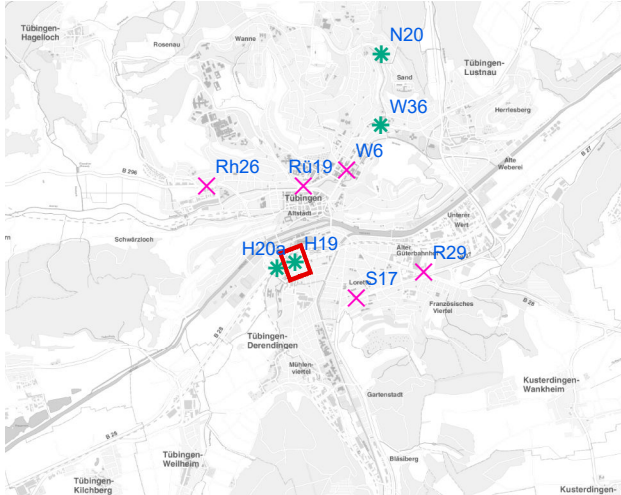 Tübingen-
Hagelloch
Rosenau
Wanne
N20
Sand
Tübingen-
Lustnau
W36
Herrlesberg
W6
Alte
Weberei
B 27
B 296
Rh26
Rü19
Tübingen
Altstadt
Unterer
Wert
Schwärzloch
H20a
H19
Alter
Güterbahnhof
R29
Loretto
S17
Französisches
Viertel
B 28
Tübingen-
Derendingen
Mühlen-
viertel
Kusterdingen-
Wankheim
Gartenstadt
B 28
Tübingen-
Weilheim
Bläsiberg
Tübingen-
Kilchberg
Kusterdingen-